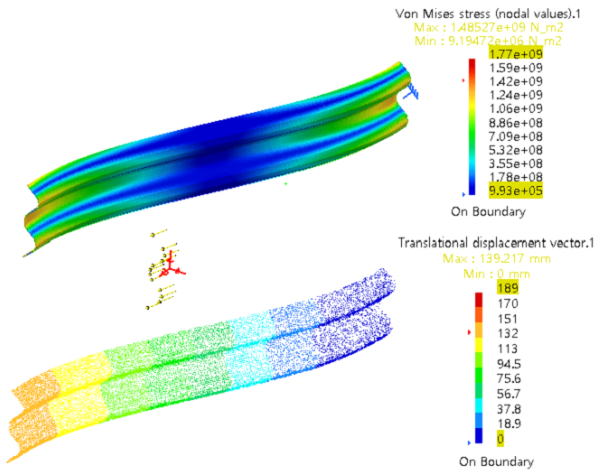 Von Mises stress (nodal values).1
Max : 1.48527e+09 N_m2
Min : 9.19472e+06 N_m2
1.77e+09
1.59e+09
1.42e+09
1.24e+09
1.06e+09
8.86e+08
7.09e+08
5.32e+08
3.55e+08
1.78e+08
9.93e+05
On Boundary
Translational displacement vector.1
Max : 139.217 mm
Min : 0 mm
189
170
151
132
113
94.5
75.6
56.7
37.8
18.9
0
On Boundary